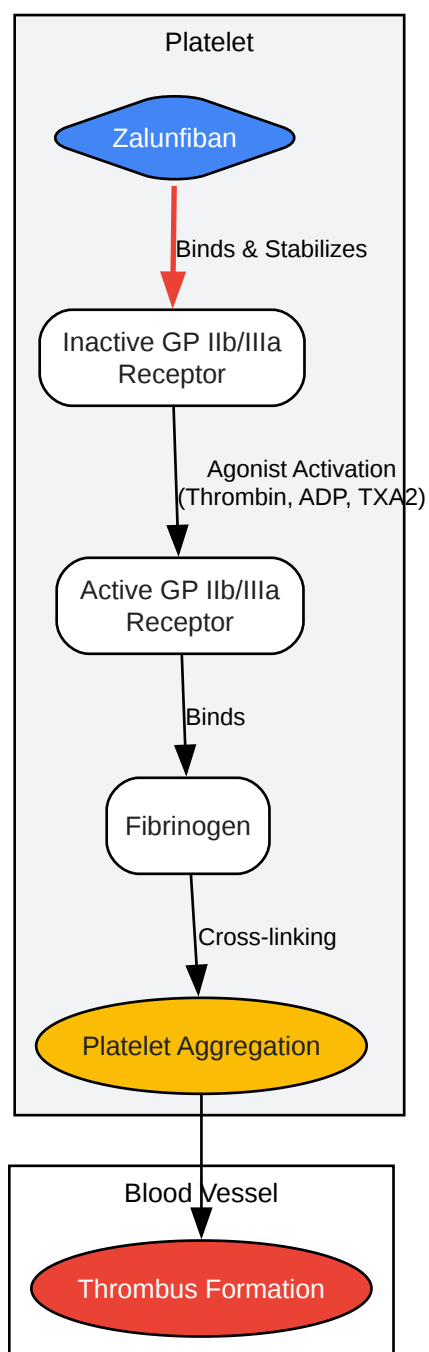 Platelet
Zalunfiban
Binds & Stabilizes
Inactive GP IIb/IIIa
Receptor
Agonist Activation
(Thrombin, ADP, TXA2)
Active GP IIb/IIIa
Receptor
Binds
Fibrinogen
Cross-linking
Platelet Aggregation
Blood Vessel
Thrombus Formation